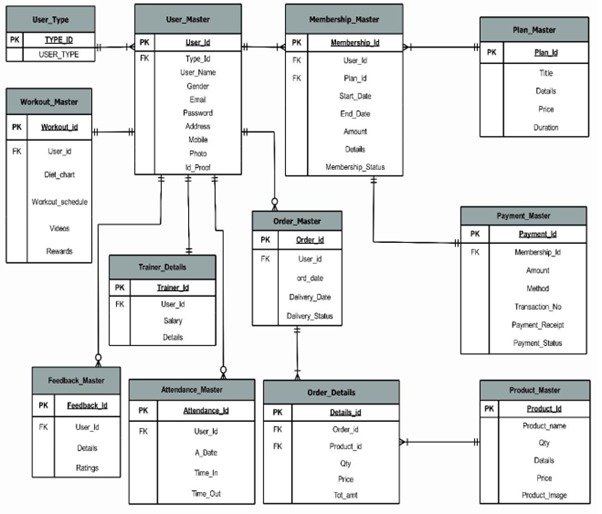 User_Type
PK TYPE_ID
USER_TYPE
User_Master
PK User_Id
FK Type_Id
User_Name
Gender
Email
Password
Address
Mobile
Photo
Id_Proof
Membership_Master
PK Membership_Id
FK User_Id
FK Plan_id
Start_Date
End_Date
Amount
Details
Membership_Status
Plan_Master
PK Plan_Id
Title
Details
Price
Duration
Workout_Master
PK Workout_id
FK User_id
Diet_chart
Workout_schedule
Videos
Rewards
Order_Master
PK Order_id
FK User_id
ord_date
Delivery_Date
Delivery_Status
Payment_Master
PK Payment_Id
FK Membership_Id
Amount
Method
Transaction_No
Payment_Receipt
Payment_Status
Trainer_Details
PK Trainer_Id
FK User_Id
Salary
Details
Feedback_Master
PK Feedback_Id
FK User_Id
Details
Ratings
Attendance_Master
PK Attendance_Id
FK User_Id
A_Date
Time_In
Time_Out
Order_Details
PK Details_id
FK Order_id
FK Product_id
Qty
Price
Tot_amt
Product_Master
PK Product_Id
Product_name
Qty
Details
Price
Product_Image